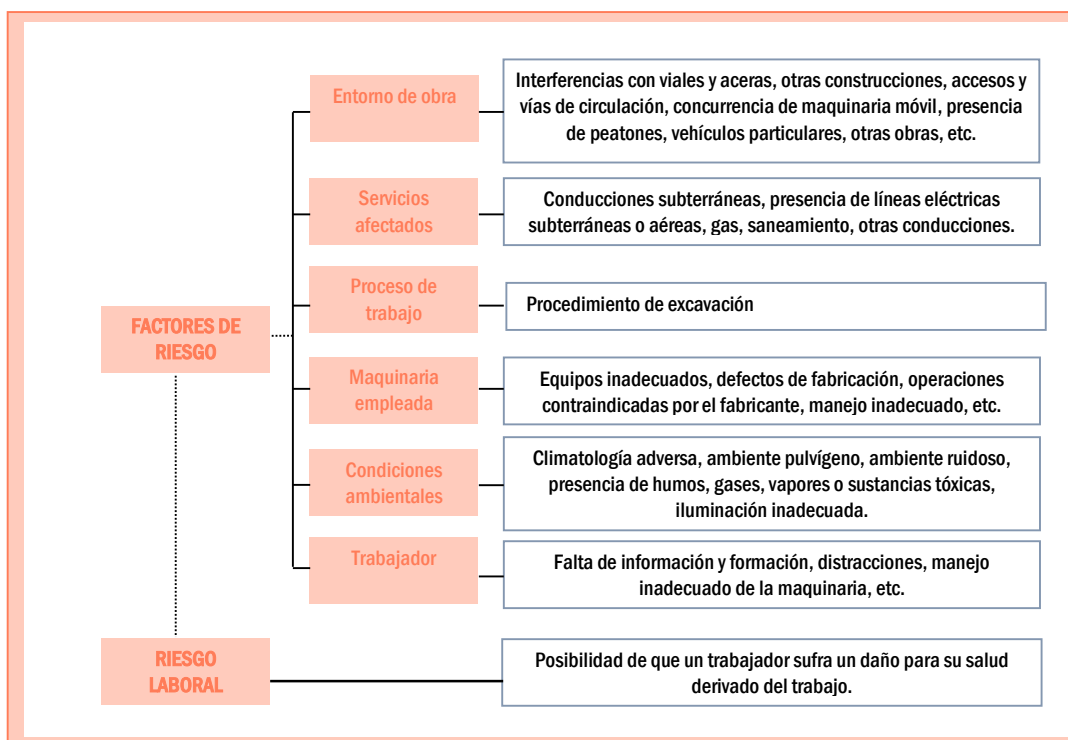 Entorno de obra
Interferencias con viales y aceras, otras construcciones, accesos y
vías de circulación, concurrencia de maquinaria móvil, presencia
de peatones, vehículos particulares, otras obras, etc.
Servicios
afectados
Conducciones subterráneas, presencia de líneas eléctricas
subterráneas o aéreas, gas, saneamiento, otras conducciones.
Proceso de
trabajo
Procedimiento de excavación
FACTORES DE
RIESGO
Maquinaria
empleada
Equipos inadecuados, defectos de fabricación, operaciones
contraindicadas por el fabricante, manejo inadecuado, etc.
Condiciones
ambientales
Climatología adversa, ambiente pulvígeno, ambiente ruidoso,
presencia de humos, gases, vapores o sustancias tóxicas,
iluminación inadecuada.
Trabajador
Falta de información y formación, distracciones, manejo
inadecuado de la maquinaria, etc.
RIESGO
LABORAL
Posibilidad de que un trabajador sufra un daño para su salud
derivado del trabajo.